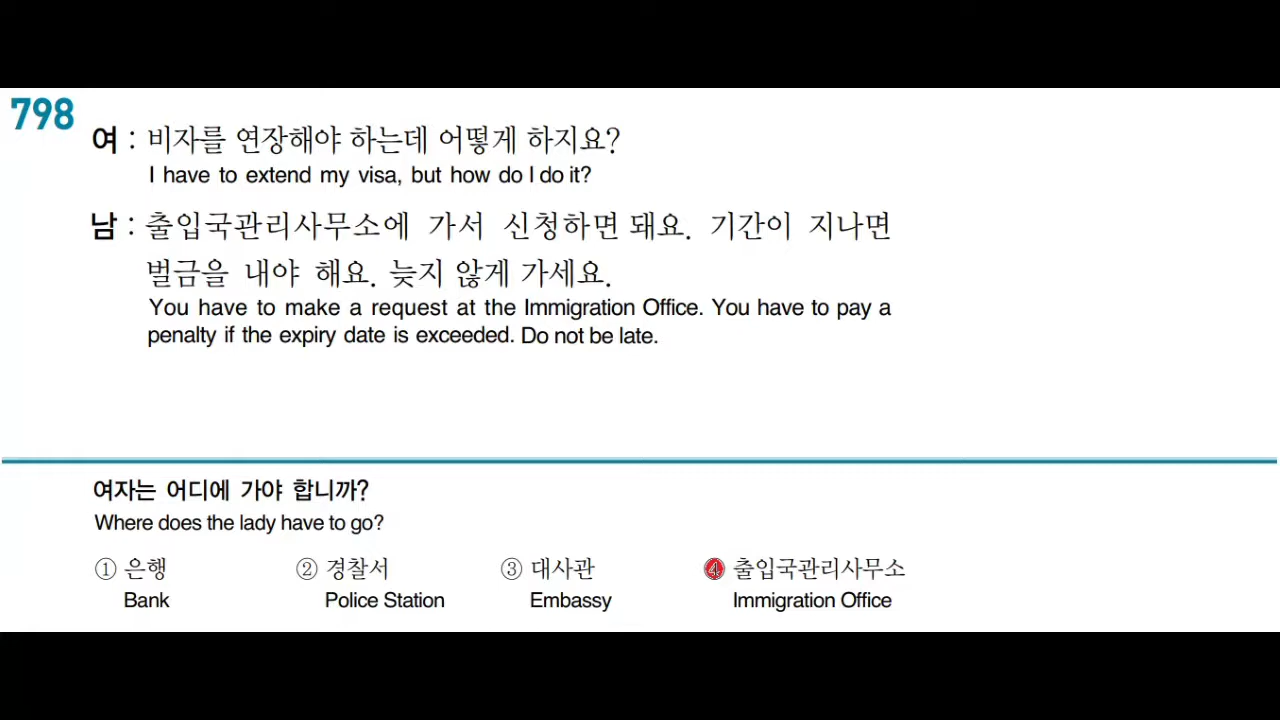 798
여 : 비자를 연장해야 하는데 어떻게 하지요?
I have to extend my visa, but how do I do it?
남 : 출입국관리사무소에 가서 신청하면 돼요. 기간이 지나면
벌금을 내야 해요. 늦지 않게 가세요.
You have to make a request at the Immigration Office. You have to pay a
penalty if the expiry date is exceeded. Do not be late.
여자는 어디에 가야 합니까?
Where does the lady have to go?
① 은행 ② 경찰서 ③ 대사관 ④ 출입국관리사무소
Bank Police Station Embassy Immigration Office